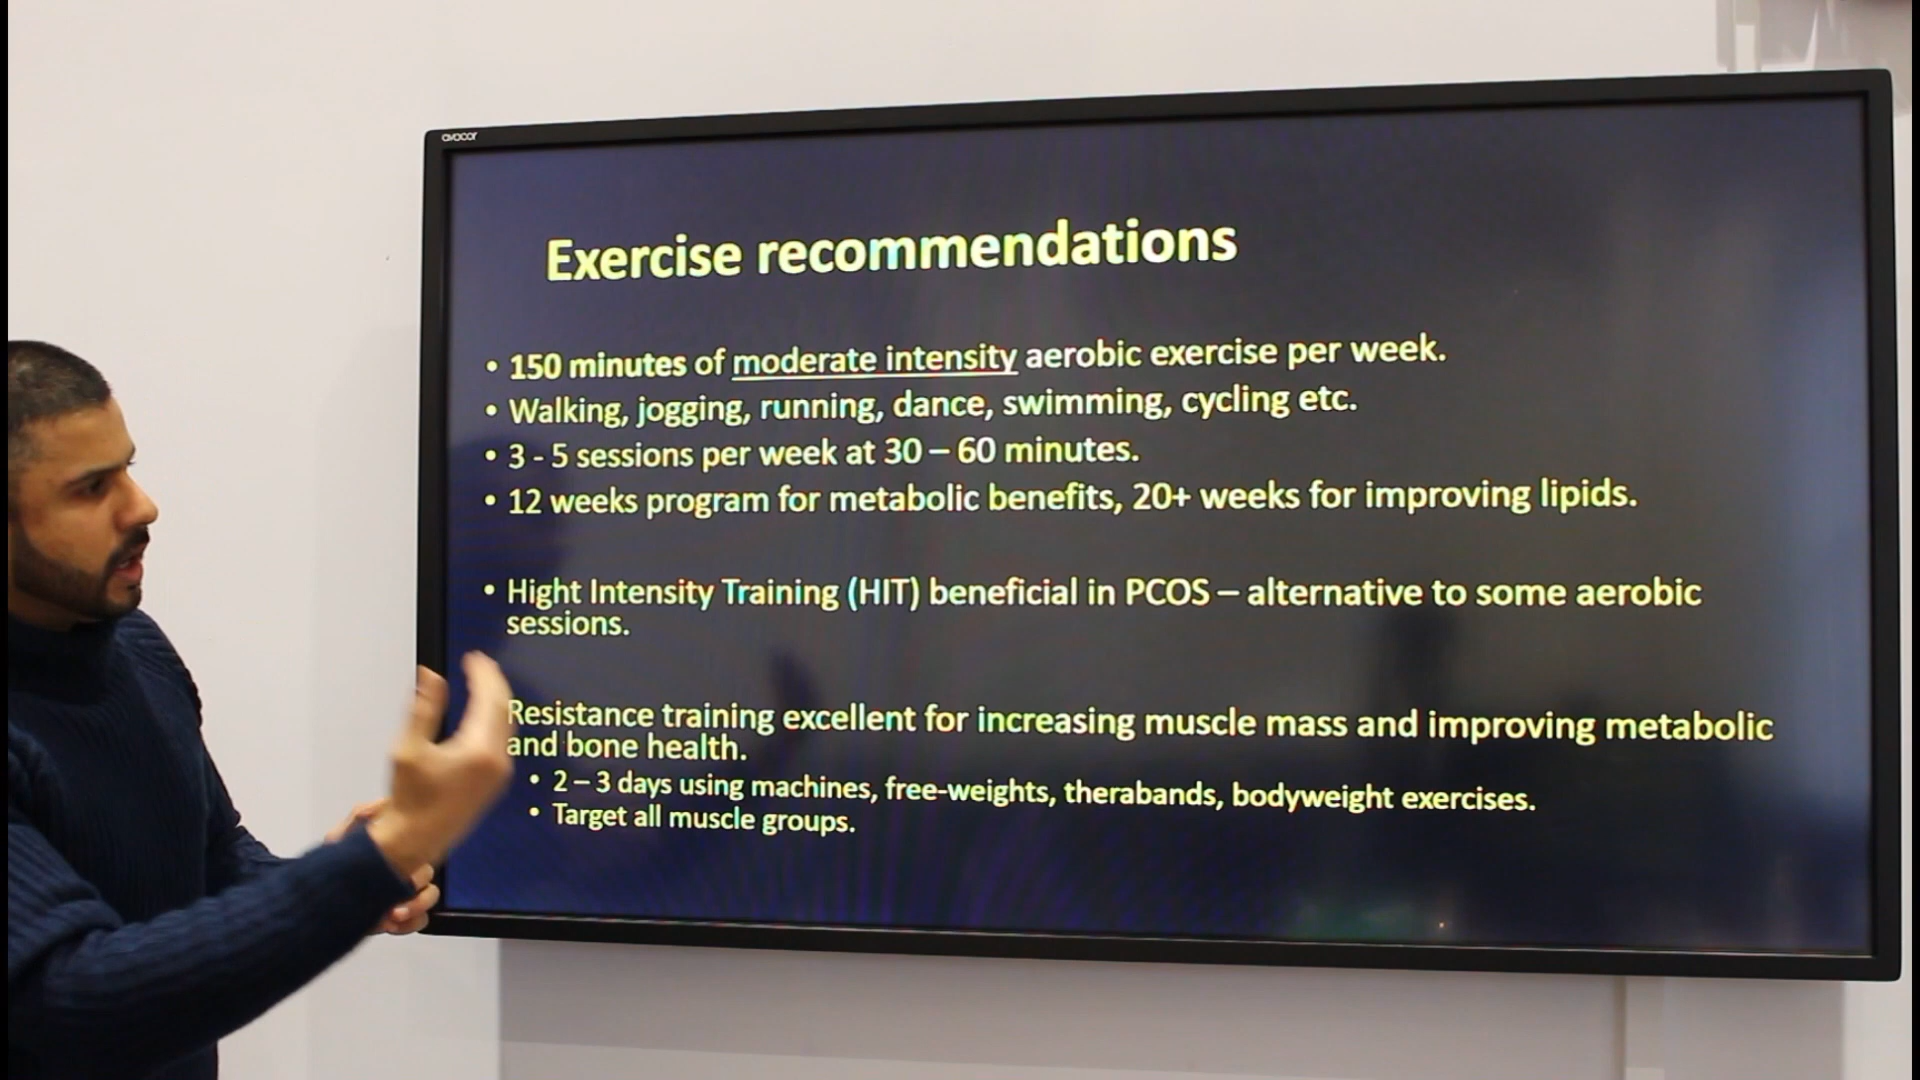 avocor
Exercise recommendations
• 150 minutes of moderate intensity aerobic exercise per week.
• Walking, jogging, running, dance, swimming, cycling etc.
• 3 - 5 sessions per week at 30 – 60 minutes.
• 12 weeks program for metabolic benefits, 20+ weeks for improving lipids.
• Hight Intensity Training (HIT) beneficial in PCOS – alternative to some aerobic
sessions.
Resistance training excellent for increasing muscle mass and improving metabolic
and bone health.
• 2 – 3 days using machines, free-weights, therabands, bodyweight exercises.
• Target all muscle groups.